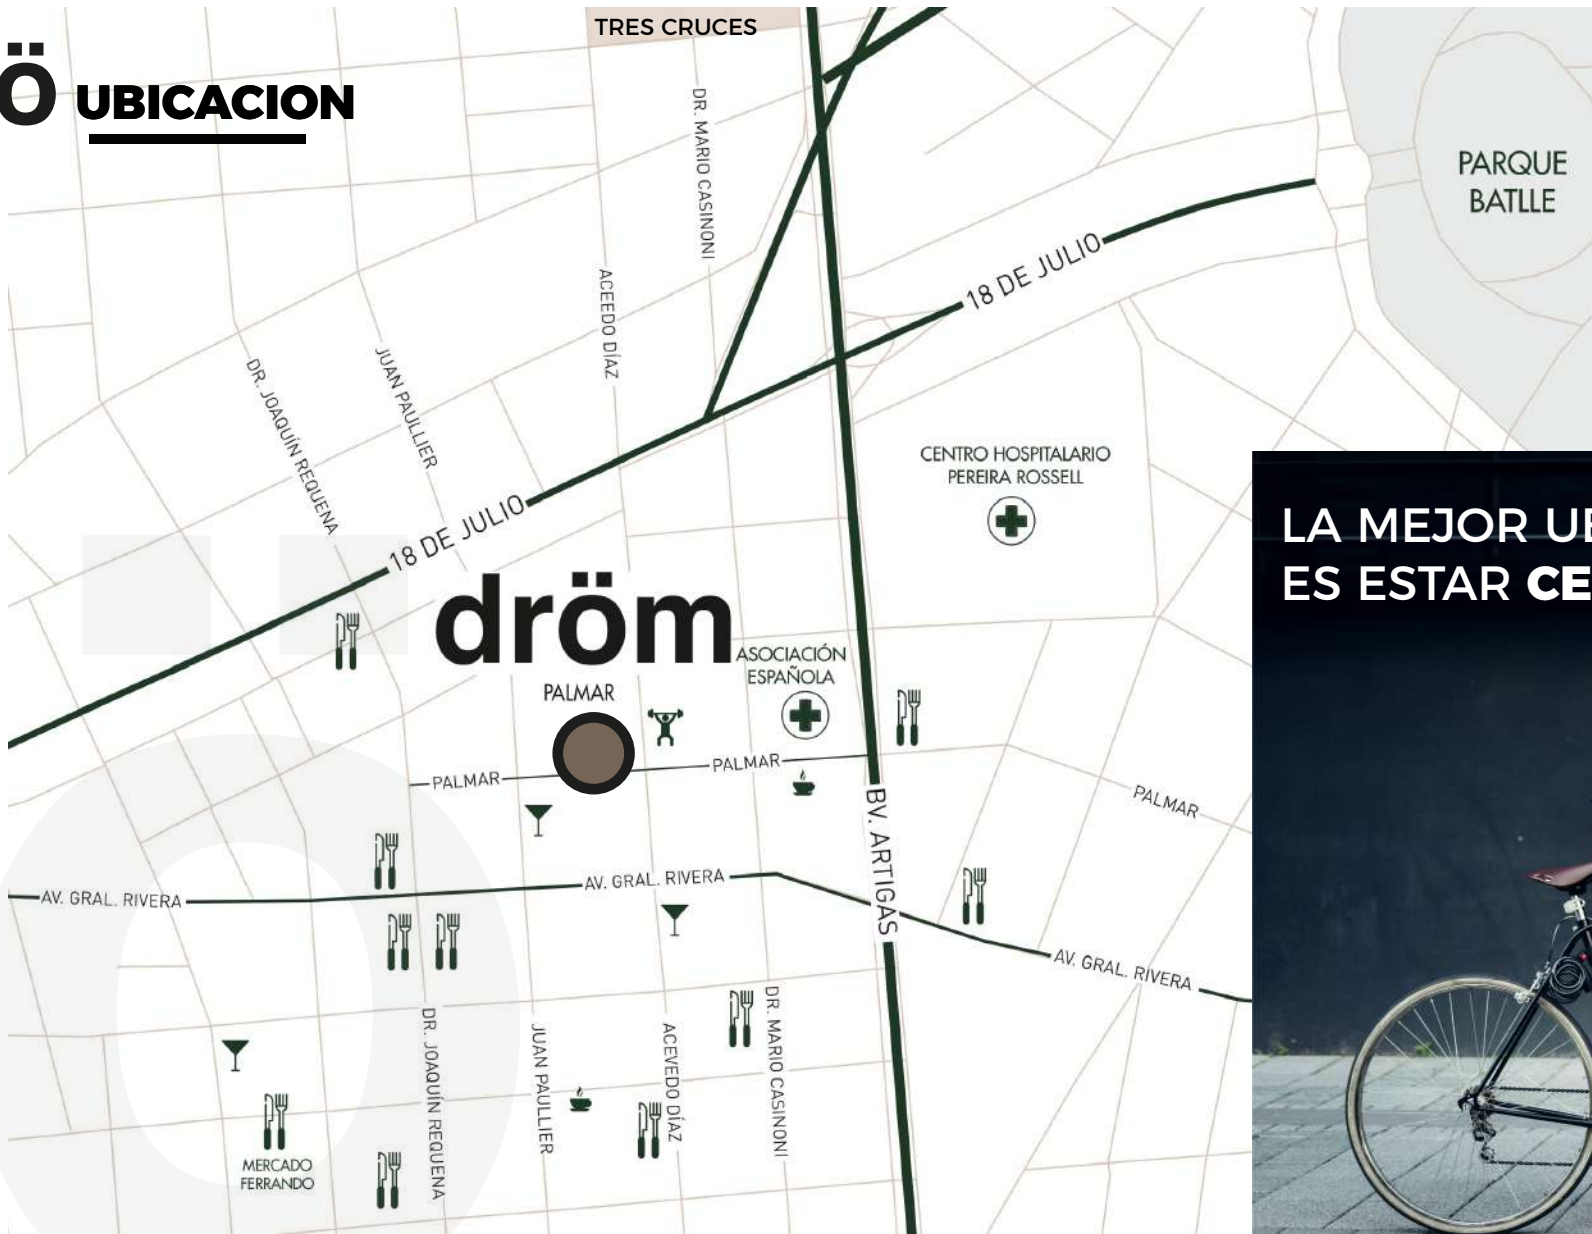 TRES CRUCES
ö UBICACION
DR. MARIO CASINONI
PARQUE
BATLLE
18 DE JULIO
ACEEDO DÍAZ
JUAN PAULLIER
DR. JOAQUÍN REQUENA
CENTRO HOSPITALARIO
PEREIRA ROSSELL
18 DE JULIO
LA MEJOR
ES ESTAR
dröm
ASOCIACIÓN
ESPAÑOLA
PALMAR
PALMAR
PALMAR
PALMAR
BV. ARTIGAS
AV. GRAL. RIVERA
AV. GRAL. RIVERA
AV. GRAL. RIVERA
DR. JOAQUÍN REQUENA
JUAN PAULLIER
ACEVEDO DÍAZ
DR. MARIO CASINONI
MERCADO
FERRANDO